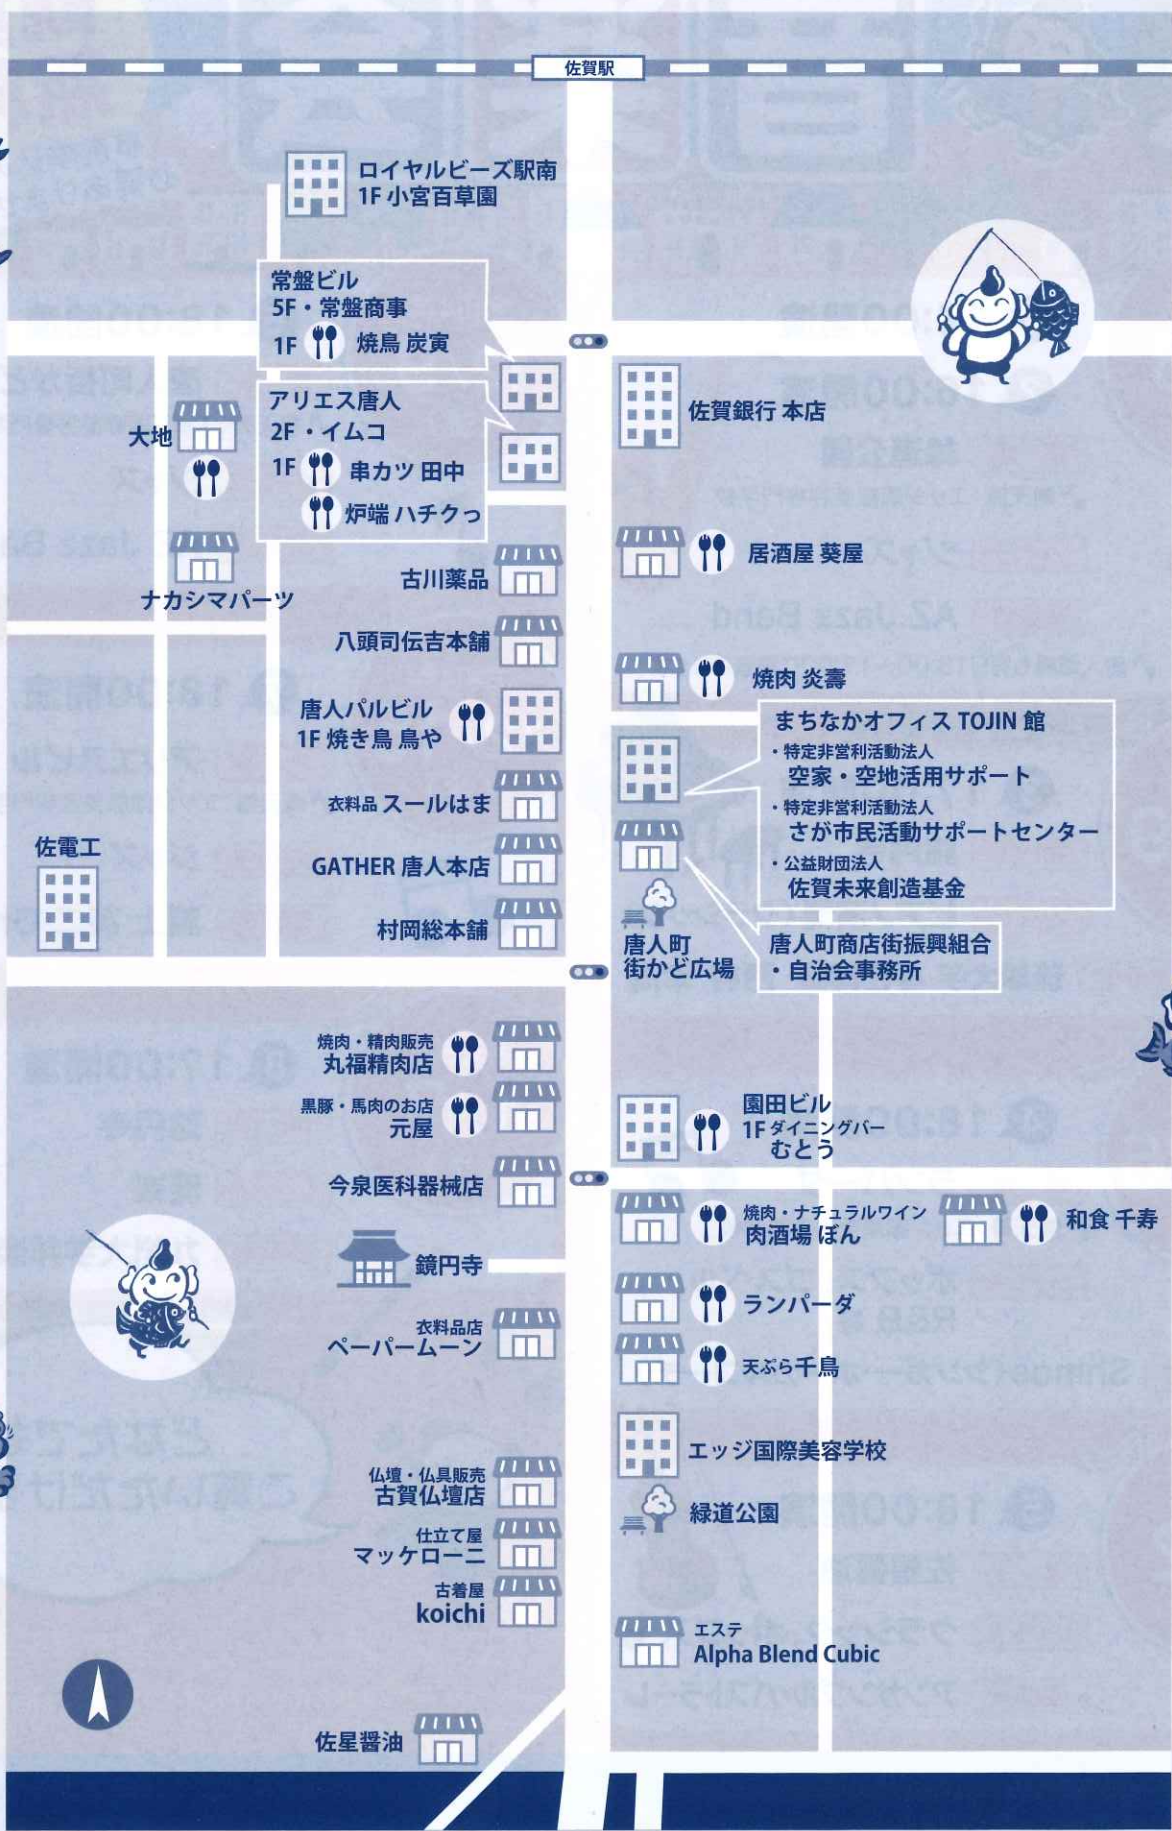 佐賀駅
ロイヤルビーズ駅南
1F 小宮百草園
常盤ビル
5F・常盤商事
1F 焼鳥 炭寅
アリエス唐人
2F・イムコ
1F 串カツ 田中
炉端 ハチクっ
大地
ナカシマパーツ
佐賀銀行 本店
古川薬品
居酒屋 葵屋
八頭司伝吉本舗
焼肉 炎壽
唐人パルビル
1F 焼き鳥 鳥や
まちなかオフィス TOJIN 館
・特定非営利活動法人
空家・空地活用サポート
・特定非営利活動法人
さが市民活動サポートセンター
・公益財団法人
佐賀未来創造基金
衣料品 スールはま
佐電工
GATHER 唐人本店
村岡総本舗
唐人町
街かど広場
唐人町商店街振興組合
・自治会事務所
焼肉・精肉販売
丸福精肉店
黒豚・馬肉のお店
元屋
園田ビル
1F ダイニングバー
むとう
今泉医科器械店
焼肉・ナチュラルワイン
肉酒場 ぼん
和食 千寿
鏡円寺
ランパーダ
衣料品店
ペーパームーン
天ぷら千鳥
エッジ国際美容学校
仏壇・仏具販売
古賀仏壇店
緑道公園
仕立て屋
マッケローニ
古着屋
koichi
エステ
Alpha Blend Cubic
佐星醤油